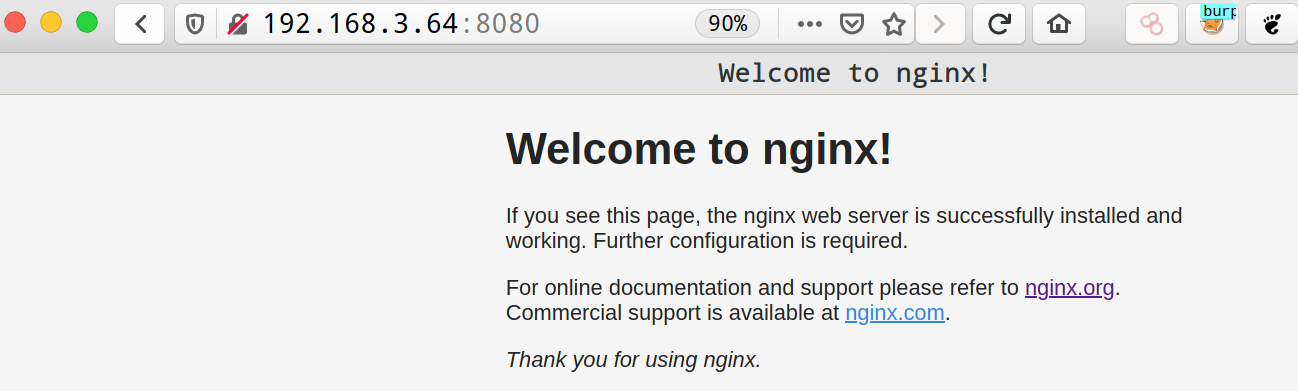 192.168.3.64:8080
90%
burp
Welcome to nginx!
Welcome to nginx!
If you see this page, the nginx web server is successfully installed and
working. Further configuration is required.
For online documentation and support please refer to nginx.org.
Commercial support is available at nginx.com.
Thank you for using nginx.